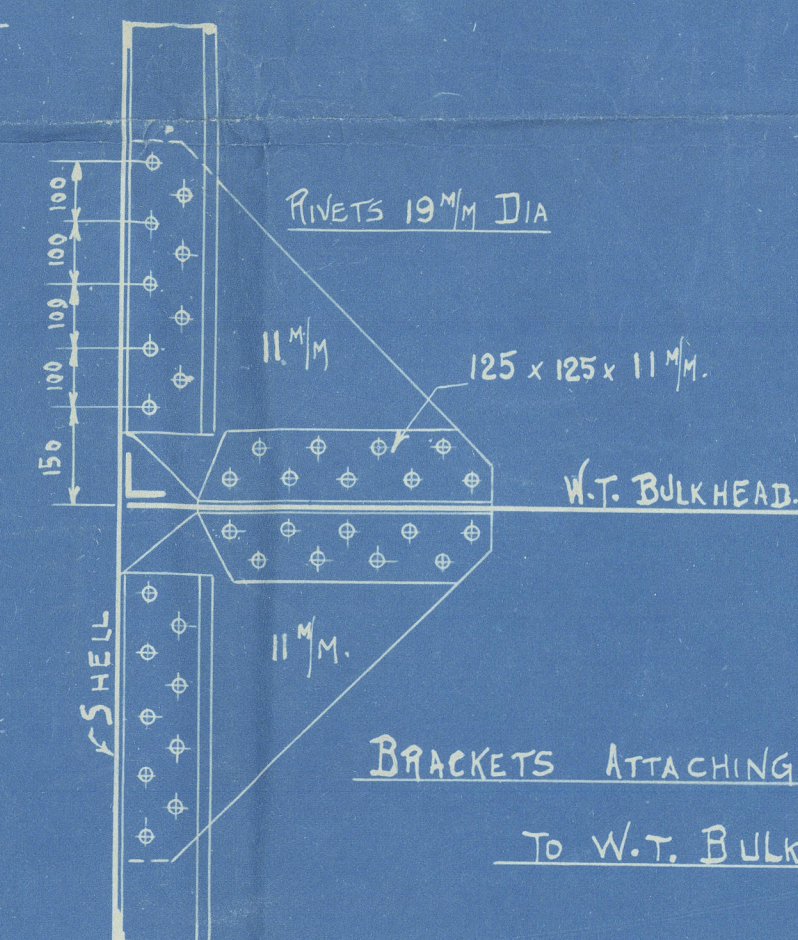 RIVETS 19 M/M DIA
100
100
100
100
150
11 M/M
125 x 125 x 11 M/M.
W.T. BULKHEAD.
11 M/M.
SHELL
BRACKETS ATTACHING
TO W.T. BULK